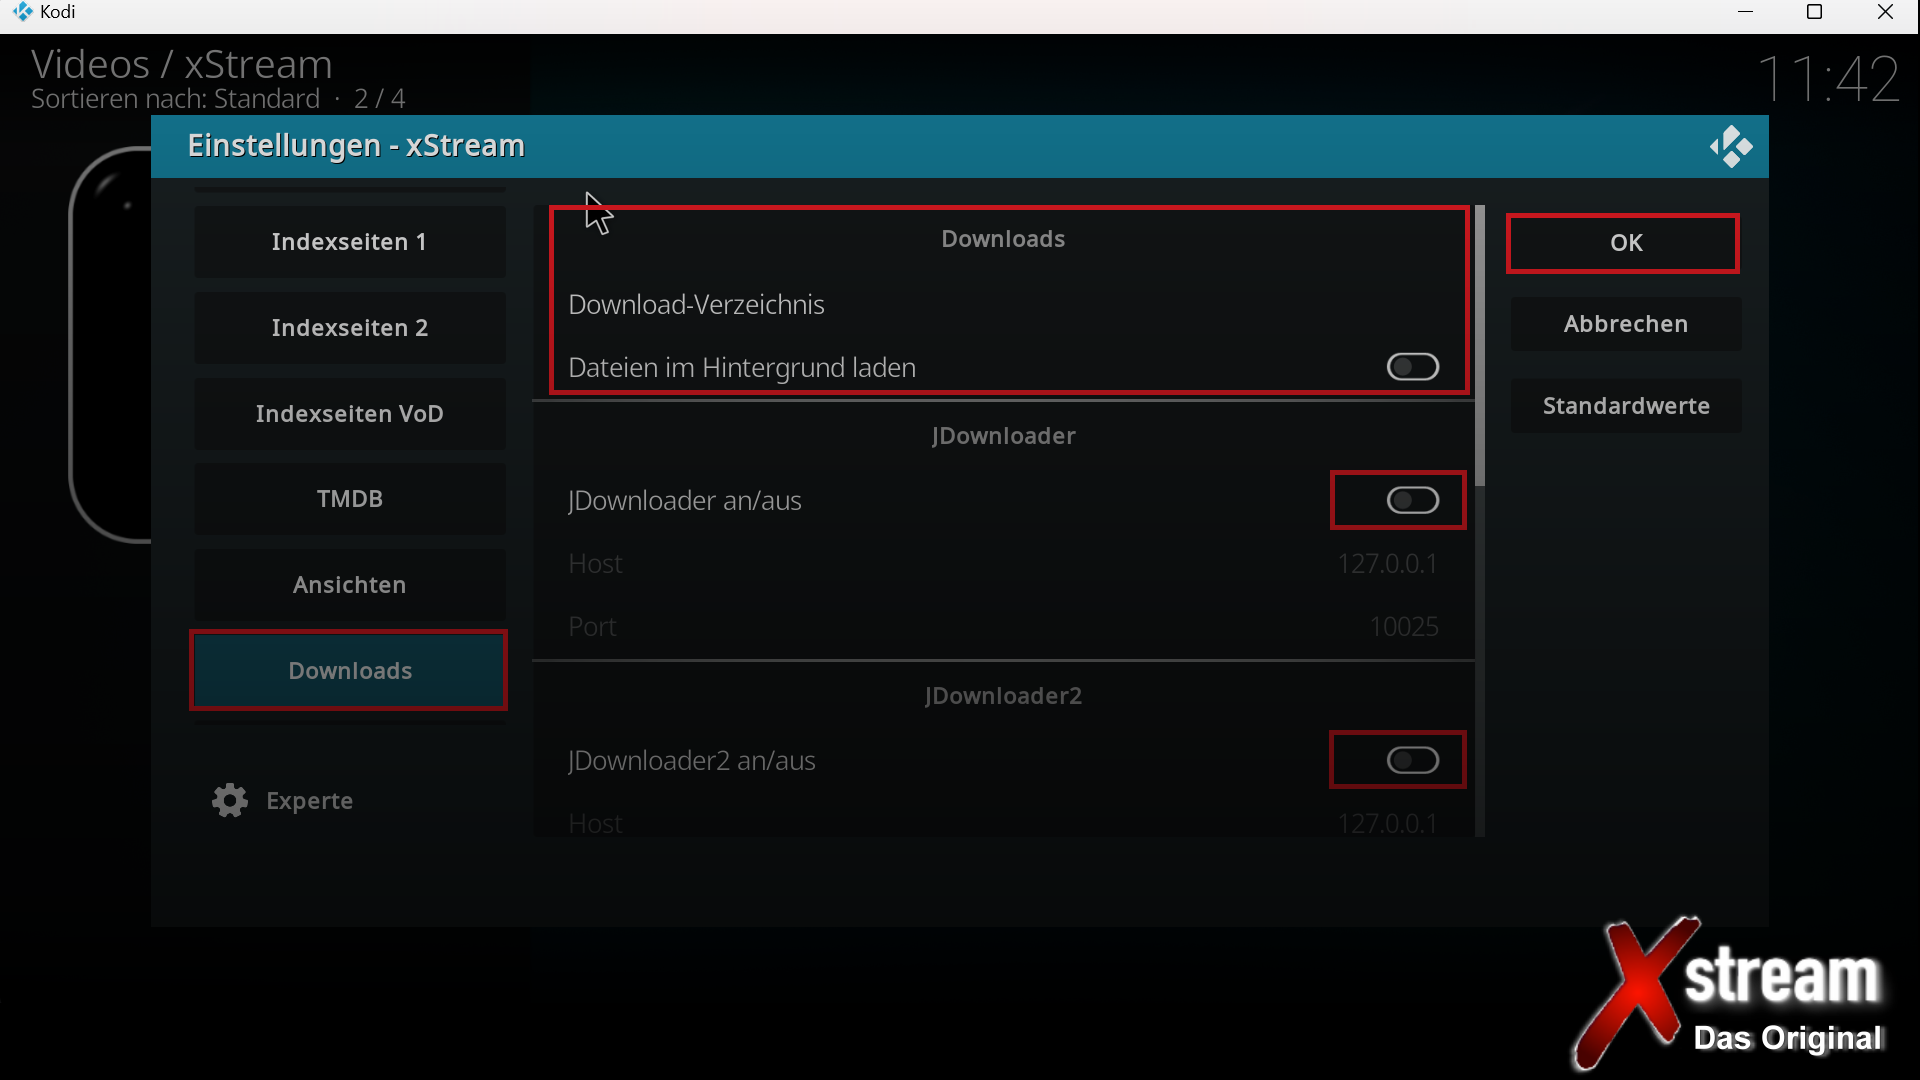 Kodi
Videos / xStream
Sortieren nach: Standard · 2 / 4
11:42
Einstellungen - xStream
Indexseiten 1
Indexseiten 2
Indexseiten VoD
TMDB
Ansichten
Downloads
Experte
Downloads
Download-Verzeichnis
Dateien im Hintergrund laden
JDownloader
JDownloader an/aus
Host 127.0.0.1
Port 10025
JDownloader2
JDownloader2 an/aus
Host 127.0.0.1
OK
Abbrechen
Standardwerte
Xstream
Das Original